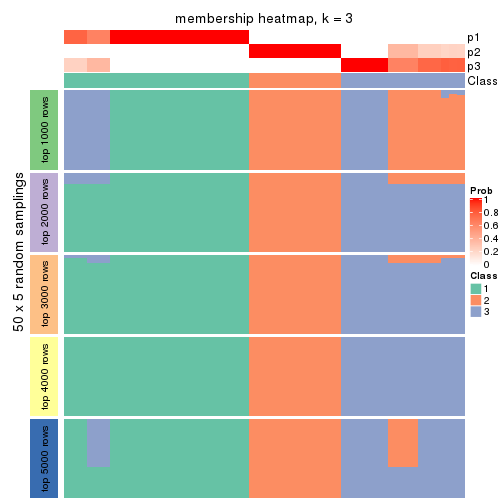 membership heatmap, k = 3
p1
p2
p3
Class
50 x 5 random samplings
top 1000 rows
top 2000 rows
top 3000 rows
top 4000 rows
top 5000 rows
Prob
1
0.8
0.6
0.4
0.2
0
Class
1
2
3